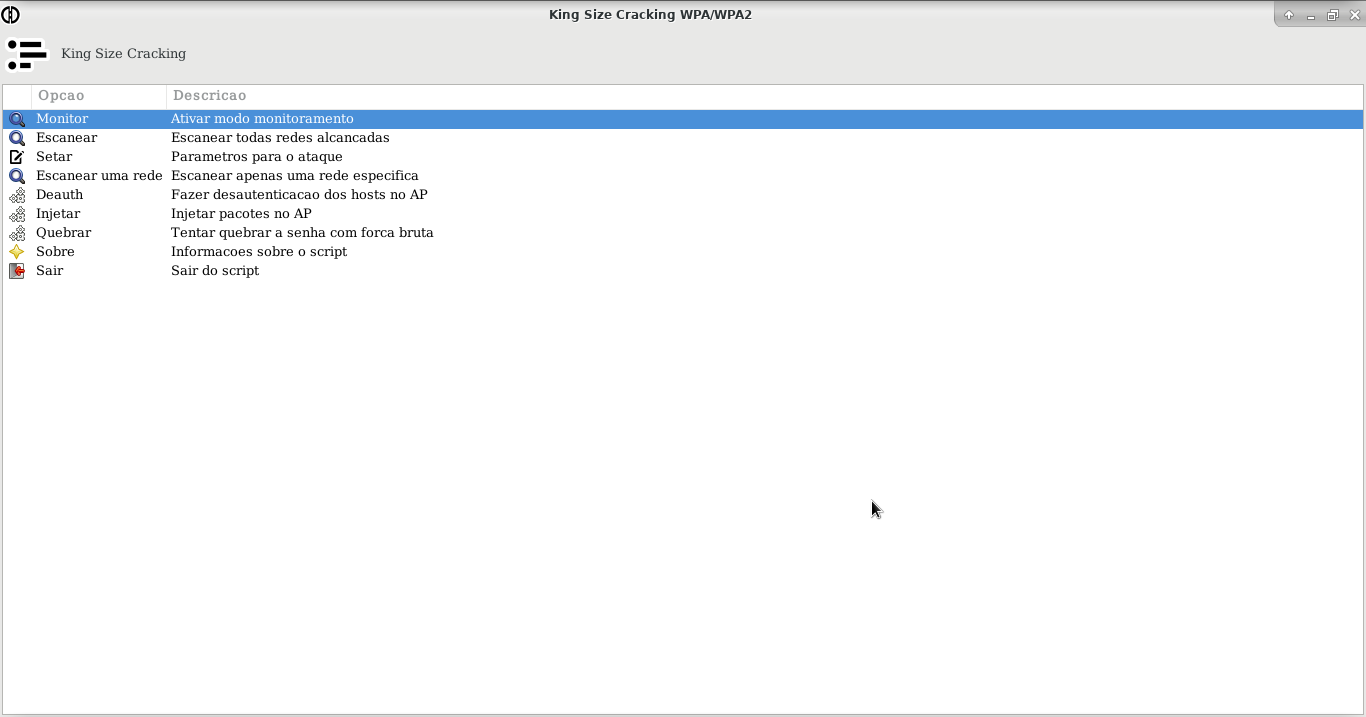 King Size Cracking WPA/WPA2
King Size Cracking
Opcao Descricao
Monitor Ativar modo monitoramento
Escanear Escanear todas redes alcancadas
Setar Parametros para o ataque
Escanear uma rede Escanear apenas uma rede especifica
Deauth Fazer desautenticacao dos hosts no AP
Injetar Injetar pacotes no AP
Quebrar Tentar quebrar a senha com forca bruta
Sobre Informacoes sobre o script
Sair Sair do script